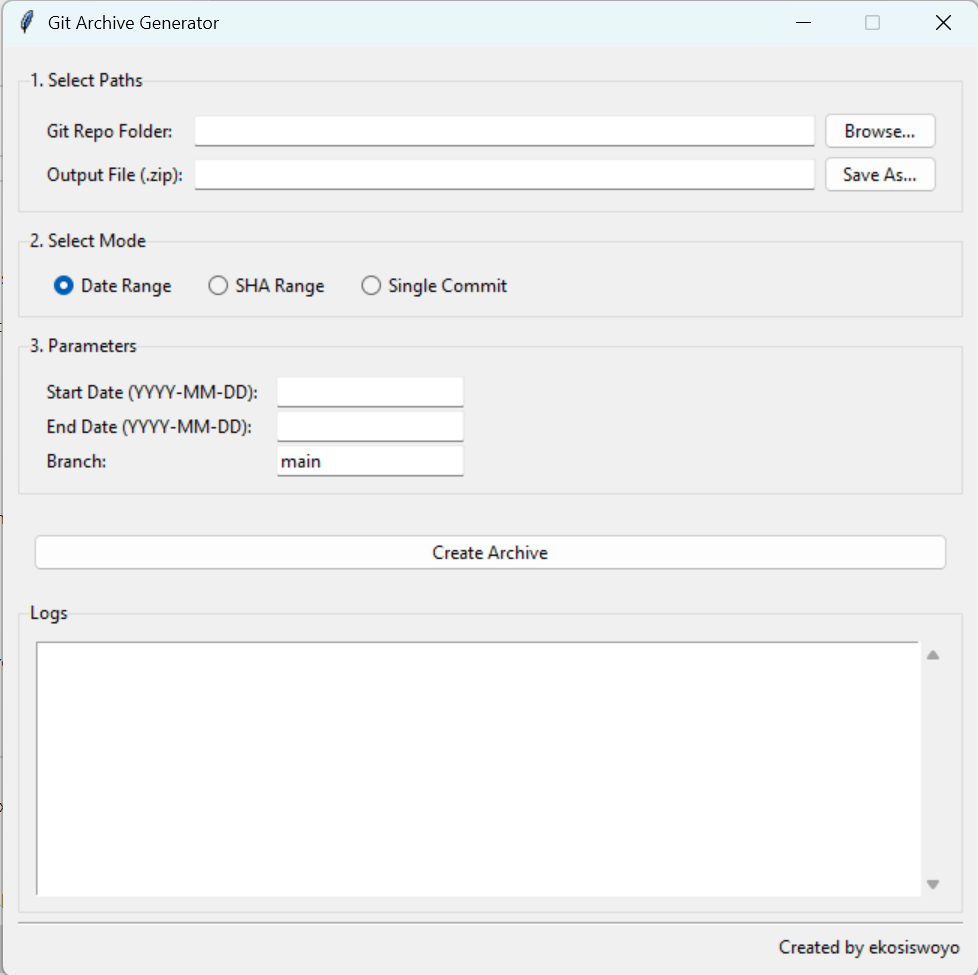 Git Archive Generator
1. Select Paths
Git Repo Folder:
Browse...
Output File (.zip):
Save As...
2. Select Mode
Date Range SHA Range Single Commit
3. Parameters
Start Date (YYYY-MM-DD):
End Date (YYYY-MM-DD):
Branch: main
Create Archive
Logs
Created by ekosiswoyo